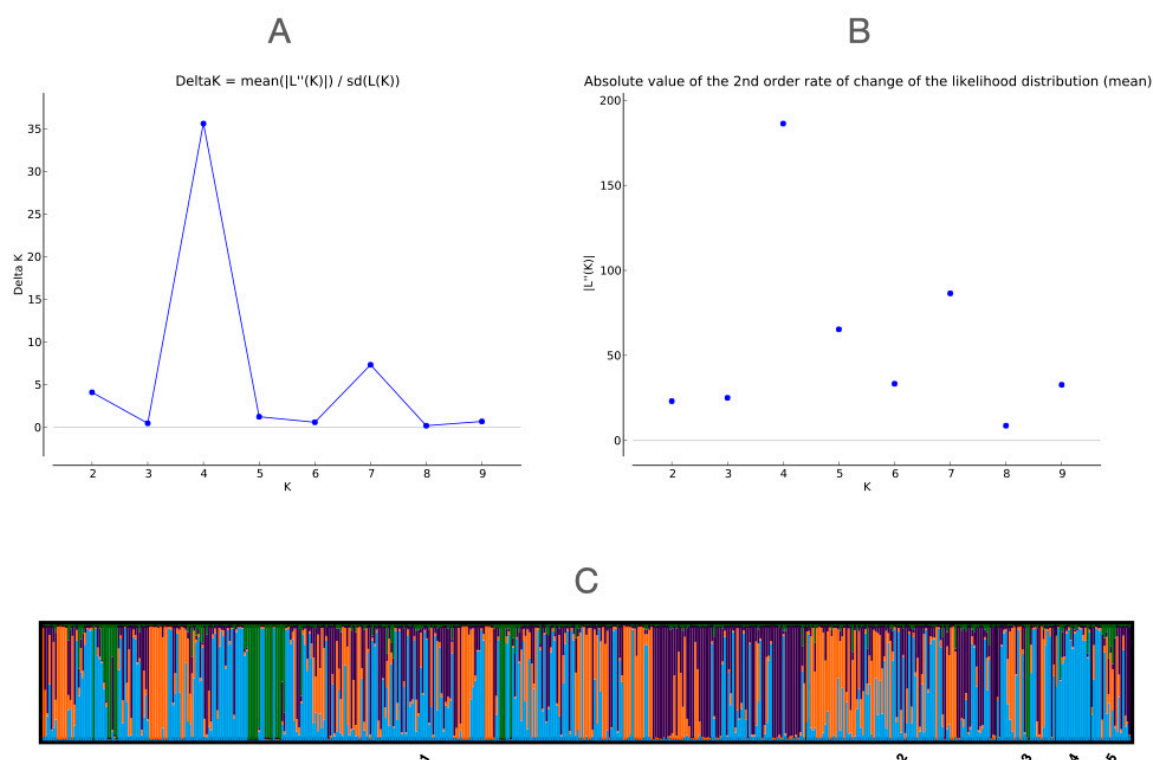 A
B
DeltaK = mean(|L''(K)|) / sd(L(K))
Absolute value of the 2nd order rate of change of the likelihood distribution (mean)
35
30
25
20
15
10
5
0
Delta K
2 3 4 5 6 7 8 9
K
200
150
100
50
0
|L''(K)|
2 3 4 5 6 7 8 9
K
C
1 2 3 4 5